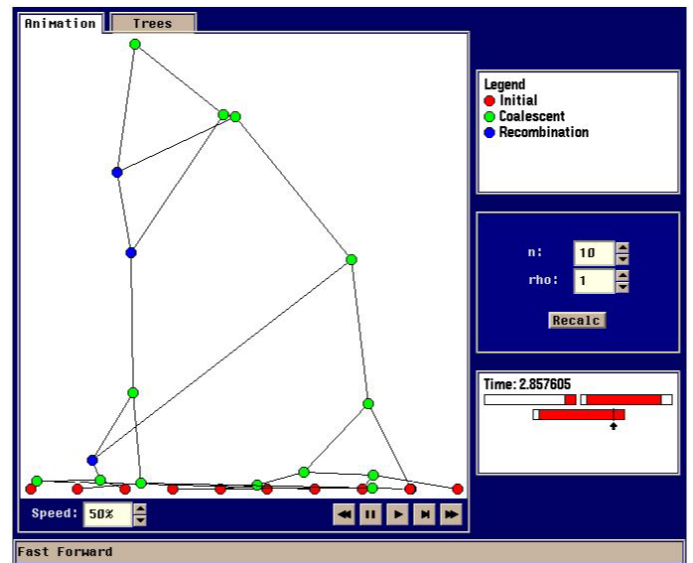 Animation Trees
Legend
Initial
Coalescent
Recombination
n: 10
rho: 1
Recalc
Time: 2.857605
Speed: 50%
Fast Forward